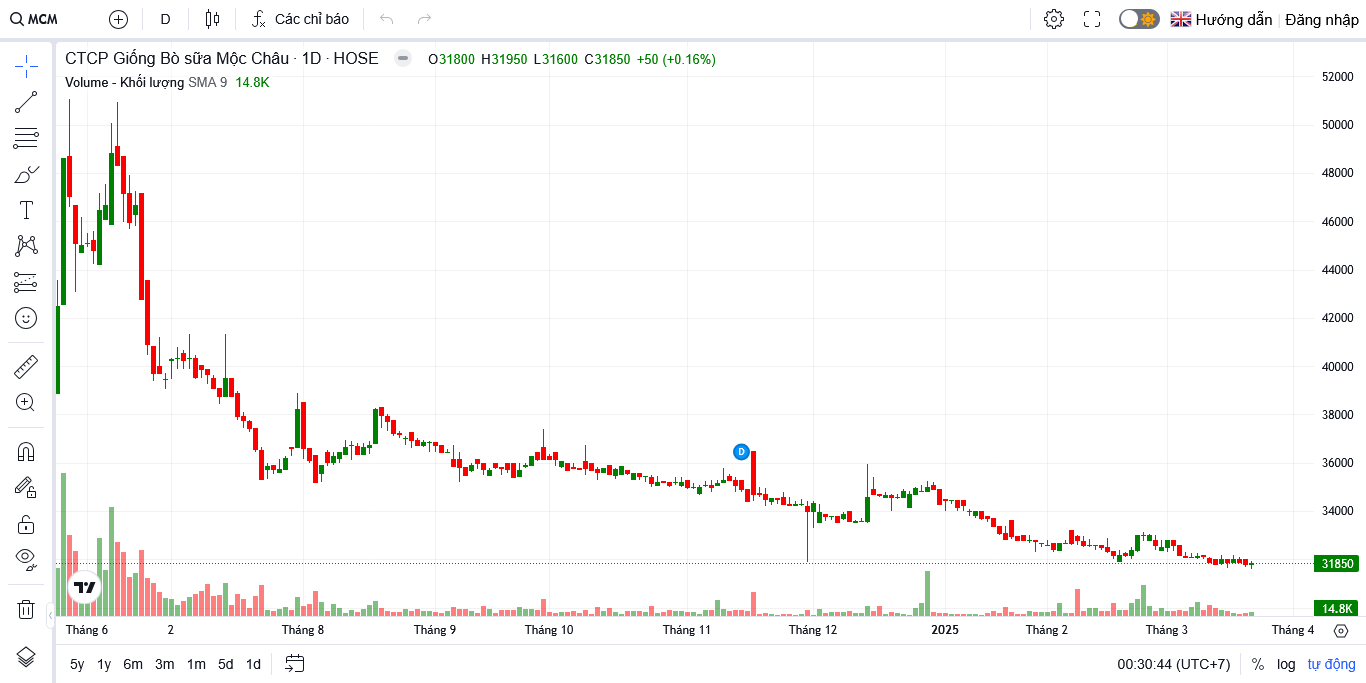 MCM D Các chỉ báo Hướng dẫn Đăng nhập
CTCP Giống Bò sữa Mộc Châu · 1D · HOSE O31800 H31950 L31600 C31850 +50 (+0.16%)
Volume - Khối lượng SMA 9 14.8K
52000
50000
48000
46000
44000
42000
40000
38000
36000
D
34000
31850
14.8K
Tháng 6 2 Tháng 8 Tháng 9 Tháng 10 Tháng 11 Tháng 12 2025 Tháng 2 Tháng 3 Tháng 4
5y 1y 6m 3m 1m 5d 1d 00:30:44 (UTC+7) % log tự động